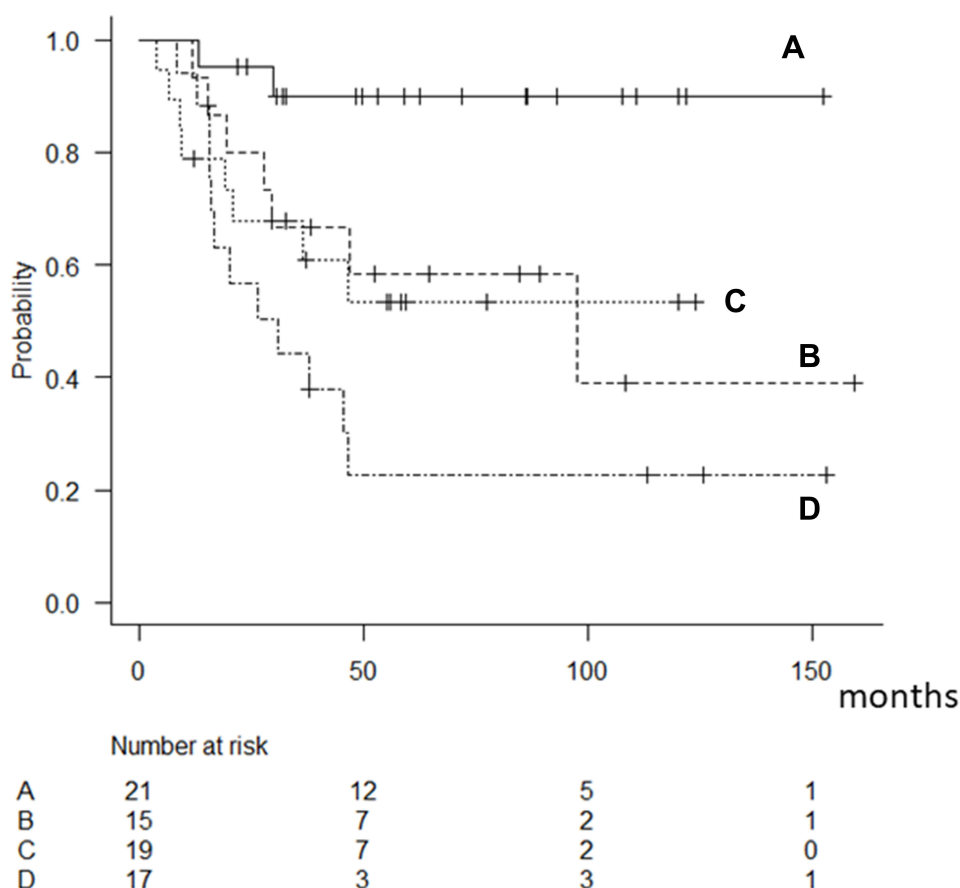 1.0
A
0.8
0.6
Probability
C
B
0.4
D
0.2
0.0
0 50 100 150
months
Number at risk
A 21 12 5 1
B 15 7 2 1
C 19 7 2 0
D 17 3 3 1